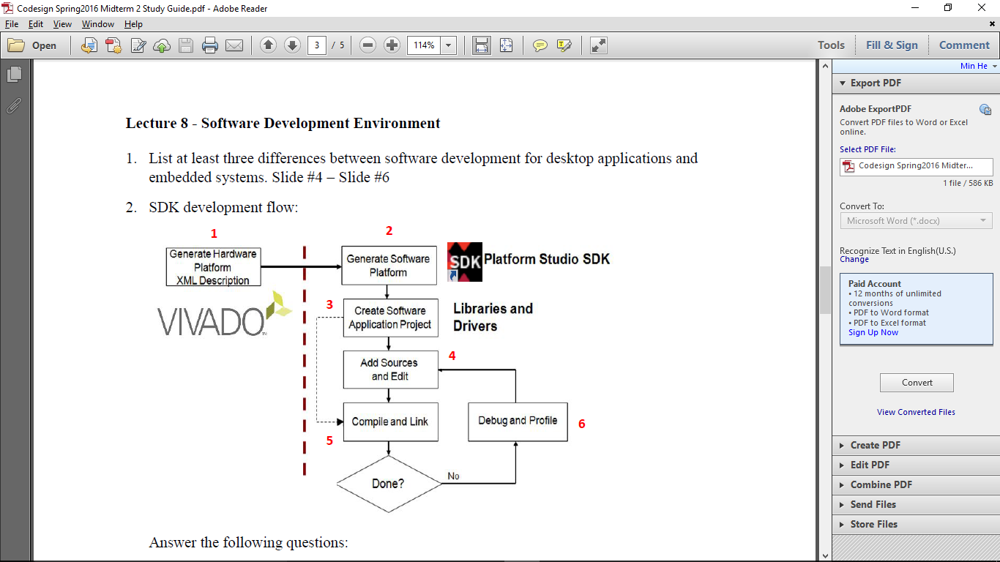 Codesign Spring2016 Midterm 2 Study Guide.pdf - Adobe Reader
File Edit View Window Help
Open 3 / 5 114% Tools Fill & Sign Comment
Min He
Lecture 8 - Software Development Environment
1. List at least three differences between software development for desktop applications and
embedded systems. Slide #4 – Slide #6
2. SDK development flow:
1
Generate Hardware
Platform
XML Description
VIVADO
TM
2
Generate Software
Platform
SDK
Platform Studio SDK
3
Create Software
Application Project
Libraries and
Drivers
4
Add Sources
and Edit
Compile and Link
5
Debug and Profile
6
Done?
No
Answer the following questions:
Export PDF
Adobe ExportPDF
Convert PDF files to Word or Excel
online.
Select PDF File:
Codesign Spring2016 Midter...
1 file / 586 KB
Convert To:
Microsoft Word (*.docx)
Recognize Text in English(U.S.)
Change
Paid Account
• 12 months of unlimited
conversions
• PDF to Word format
• PDF to Excel format
Sign Up Now
Convert
View Converted Files
Create PDF
Edit PDF
Combine PDF
Send Files
Store Files